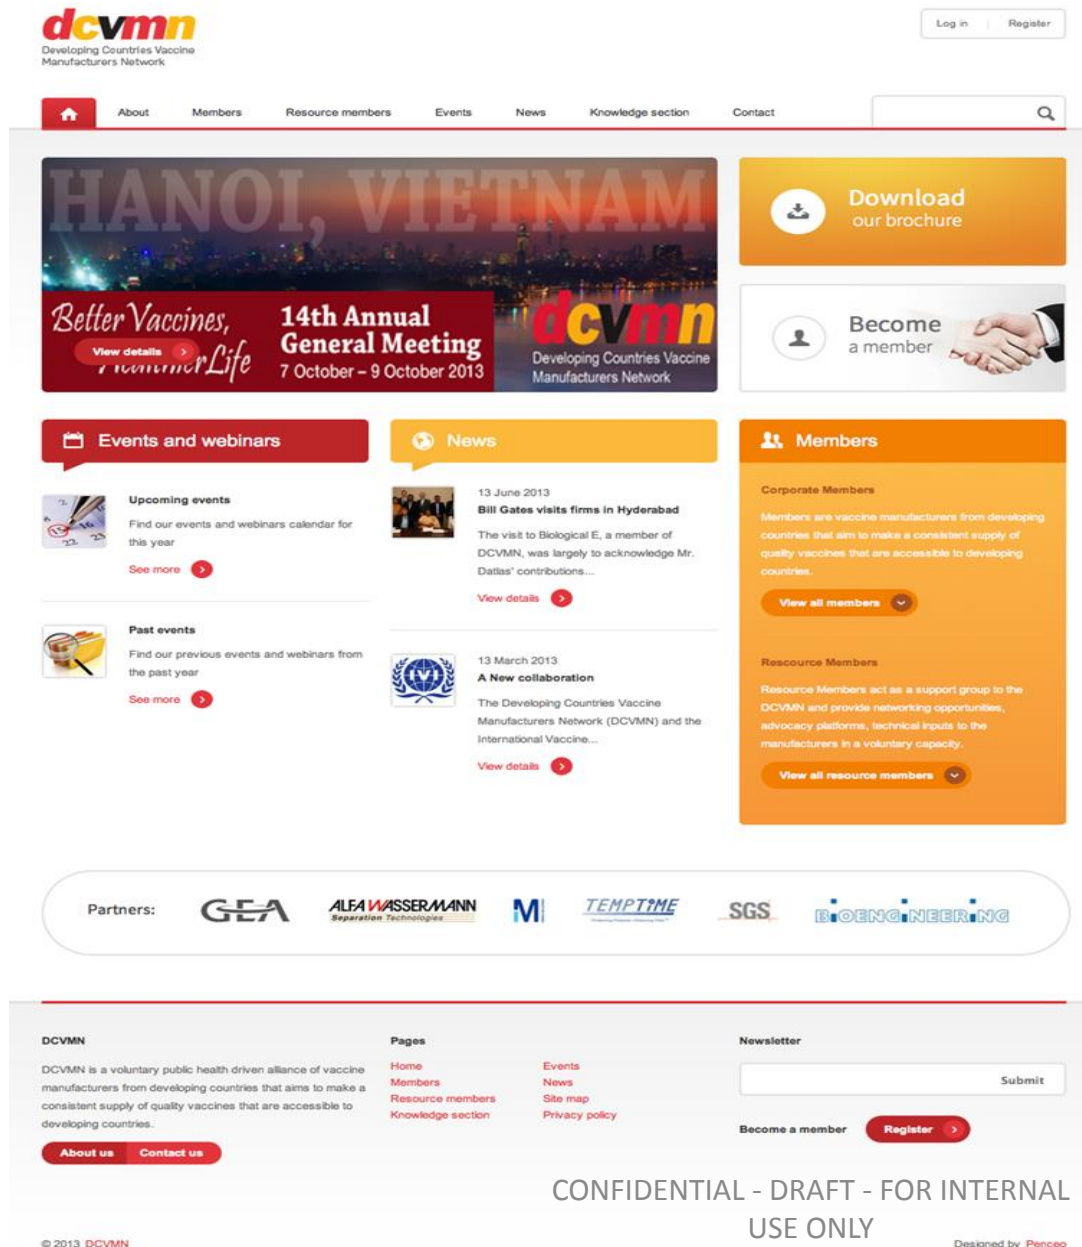 dcvmn
Developing Countries Vaccine
Manufacturers Network
Log in
Register
About
Members
Resource members
Events
News
Knowledge section
Contact
HANOI, VIETNAM
Better Vaccines,
View details
r Life
14th Annual
General Meeting
7 October – 9 October 2013
dcvmn
Developing Countries Vaccine
Manufacturers Network
Download
our brochure
Become
a member
Events and webinars
Upcoming events
Find our events and webinars calendar for
this year
See more
Past events
Find our previous events and webinars from
the past year
See more
News
13 June 2013
Bill Gates visits firms in Hyderabad
The visit to Biological E, a member of
DCVMN, was largely to acknowledge Mr.
Datlas' contributions...
View details
IVI
13 March 2013
A New collaboration
The Developing Countries Vaccine
Manufacturers Network (DCVMN) and the
International Vaccine...
View details
Members
Corporate Members
Members are vaccine manufacturers from developing
countries that aim to make a consistent supply of
quality vaccines that are accessible to developing
countries.
View all members
Rescource Members
Resource Members act as a support group to the
DCVMN and provide networking opportunities,
advocacy platforms, technical inputs to the
manufacturers in a voluntary capacity.
View all resource members
Partners:
GEA
ALFA WASSERMANN
Separation Technologies
M
TEMPTIME
SGS
BIOENGINEERING
DCVMN
DCVMN is a voluntary public health driven alliance of vaccine
manufacturers from developing countries that aims to make a
consistent supply of quality vaccines that are accessible to
developing countries.
About us
Contact us
Pages
Home
Members
Resource members
Knowledge section
Events
News
Site map
Privacy policy
Newsletter
Submit
Become a member
Register
CONFIDENTIAL - DRAFT - FOR INTERNAL
USE ONLY
© 2013 DCVMN
Designed by Penceo